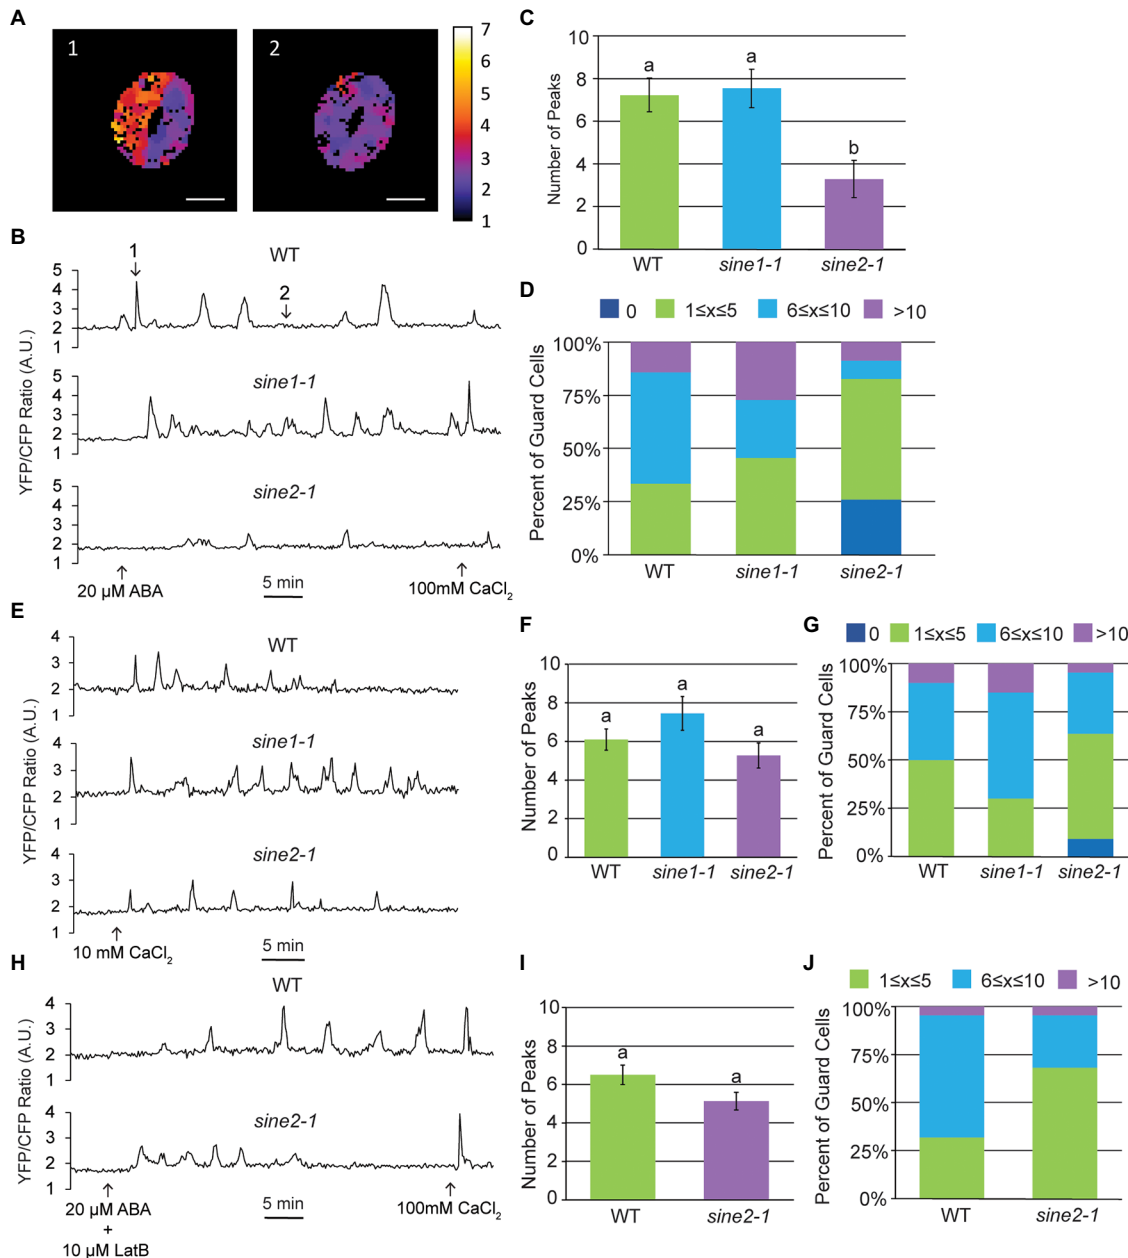 A
1
2
7
6
5
4
3
2
1
B
WT
1
2
5
4
3
2
1
sine1-1
5
4
3
2
1
sine2-1
5
4
3
2
1
YFP/CFP Ratio (A.U.)
20 µM ABA
5 min
100mM CaCl2
C
10
8
6
4
2
0
Number of Peaks
a
a
b
WT
sine1-1
sine2-1
D
0
1≤x≤5
6≤x≤10
>10
100%
75%
50%
25%
0%
Percent of Guard Cells
WT
sine1-1
sine2-1
E
WT
4
3
2
1
sine1-1
4
3
2
1
sine2-1
4
3
2
1
YFP/CFP Ratio (A.U.)
10 mM CaCl2
5 min
F
10
8
6
4
2
0
Number of Peaks
a
a
a
WT
sine1-1
sine2-1
G
0
1≤x≤5
6≤x≤10
>10
100%
75%
50%
25%
0%
Percent of Guard Cells
WT
sine1-1
sine2-1
H
WT
4
3
2
1
sine2-1
4
3
2
1
YFP/CFP Ratio (A.U.)
20 µM ABA
+
10 µM LatB
5 min
100mM CaCl2
I
10
8
6
4
2
0
Number of Peaks
a
a
WT
sine2-1
J
1≤x≤5
6≤x≤10
>10
100%
75%
50%
25%
0%
Percent of Guard Cells
WT
sine2-1